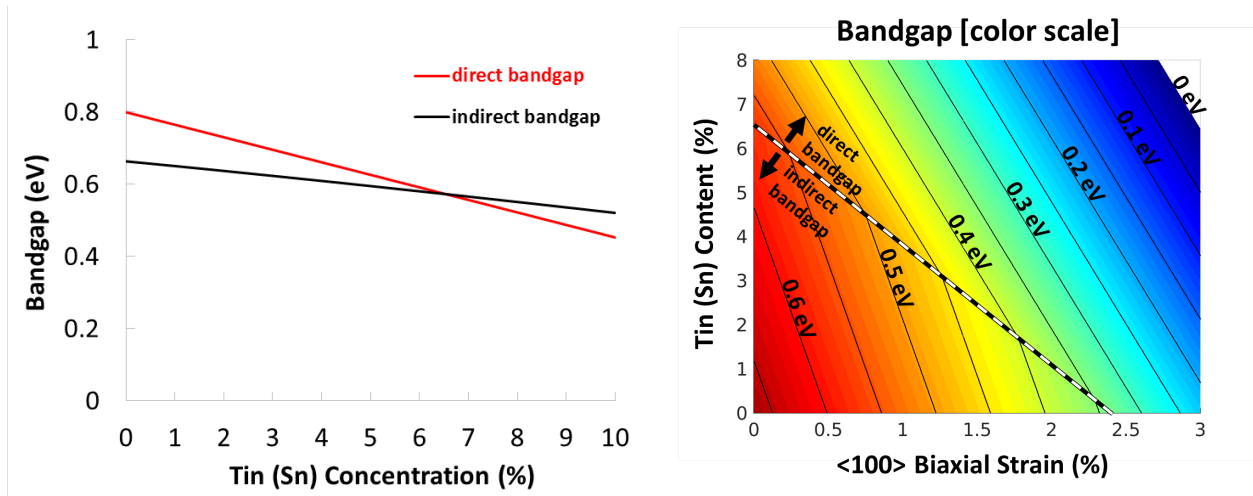 1
0.8
0.6
0.4
0.2
0
0 1 2 3 4 5 6 7 8 9 10
Bandgap (eV)
Tin (Sn) Concentration (%)
direct bandgap
indirect bandgap
Bandgap [color scale]
8
7
6
5
4
3
2
1
0
0 0.5 1 1.5 2 2.5 3
Tin (Sn) Content (%)
<100> Biaxial Strain (%)
direct
bandgap
indirect
bandgap
0.6 eV
0.5 eV
0.4 eV
0.3 eV
0.2 eV
0.1 eV
0 eV